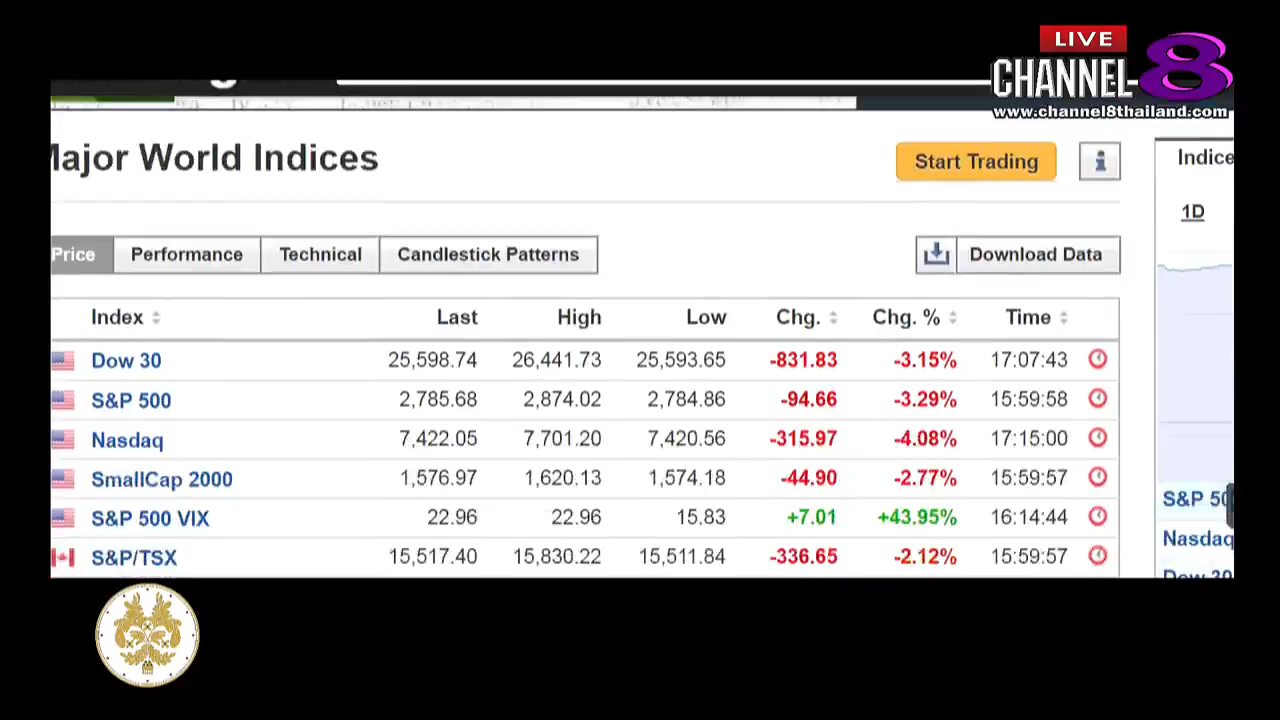 LIVE
CHANNEL 8
www.channel8thailand.com
Major World Indices
Start Trading
Indice
1D
Price Performance Technical Candlestick Patterns
Download Data
Index Last High Low Chg. Chg. % Time
Dow 30 25,598.74 26,441.73 25,593.65 -831.83 -3.15% 17:07:43
S&P 500 2,785.68 2,874.02 2,784.86 -94.66 -3.29% 15:59:58
Nasdaq 7,422.05 7,701.20 7,420.56 -315.97 -4.08% 17:15:00
SmallCap 2000 1,576.97 1,620.13 1,574.18 -44.90 -2.77% 15:59:57
S&P 500 VIX 22.96 22.96 15.83 +7.01 +43.95% 16:14:44
S&P/TSX 15,517.40 15,830.22 15,511.84 -336.65 -2.12% 15:59:57
S&P 50
Nasdaq
Dow 30